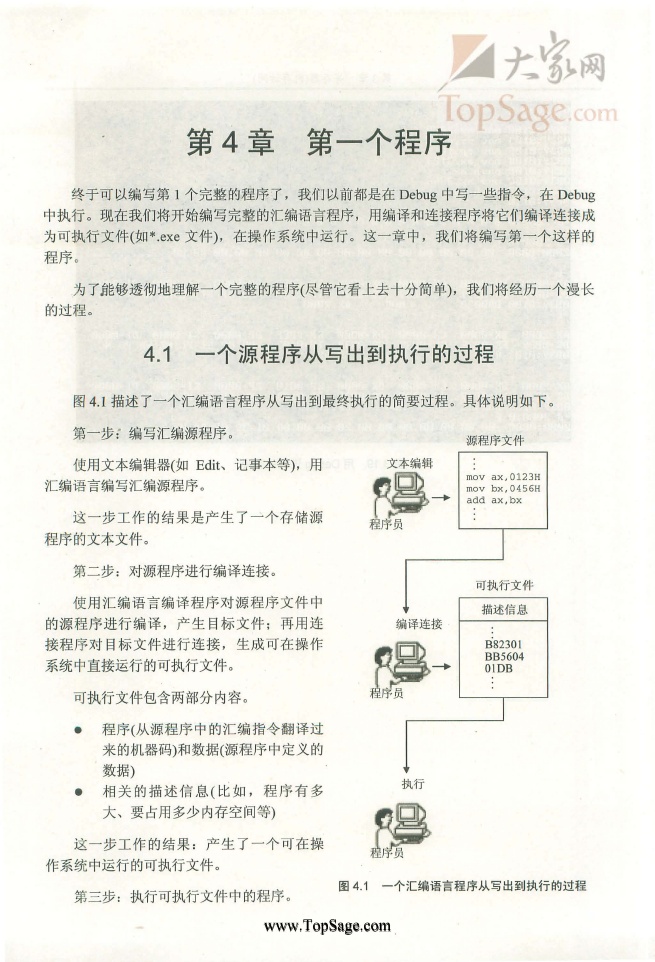 大家网
TopSage.com
第 4 章 第一个程序
终于可以编写第 1 个完整的程序了，我们以前都是在 Debug 中写一些指令，在 Debug
中执行。现在我们将开始编写完整的汇编语言程序，用编译和连接程序将它们编译连接成
为可执行文件(如*.exe 文件)，在操作系统中运行。这一章中，我们将编写第一个这样的
程序。
为了能够透彻地理解一个完整的程序(尽管它看上去十分简单)，我们将经历一个漫长
的过程。
4.1 一个源程序从写出到执行的过程
图 4.1 描述了一个汇编语言程序从写出到最终执行的简要过程。具体说明如下。
第一步：编写汇编源程序。
使用文本编辑器(如 Edit、记事本等)，用
汇编语言编写汇编源程序。
这一步工作的结果是产生了一个存储源
程序的文本文件。
第二步：对源程序进行编译连接。
使用汇编语言编译程序对源程序文件中
的源程序进行编译，产生目标文件；再用连
接程序对目标文件进行连接，生成可在操作
系统中直接运行的可执行文件。
可执行文件包含两部分内容。
● 程序(从源程序中的汇编指令翻译过
来的机器码)和数据(源程序中定义的
数据)
● 相关的描述信息(比如，程序有多
大、要占用多少内存空间等)
这一步工作的结果：产生了一个可在操
作系统中运行的可执行文件。
第三步：执行可执行文件中的程序。
源程序文件
文本编辑
⋮
mov ax,0123H
mov bx,0456H
add ax,bx
⋮
程序员
可执行文件
描述信息
编译连接
⋮
B82301
BB5604
01DB
⋮
程序员
执行
程序员
图 4.1 一个汇编语言程序从写出到执行的过程
www.TopSage.com